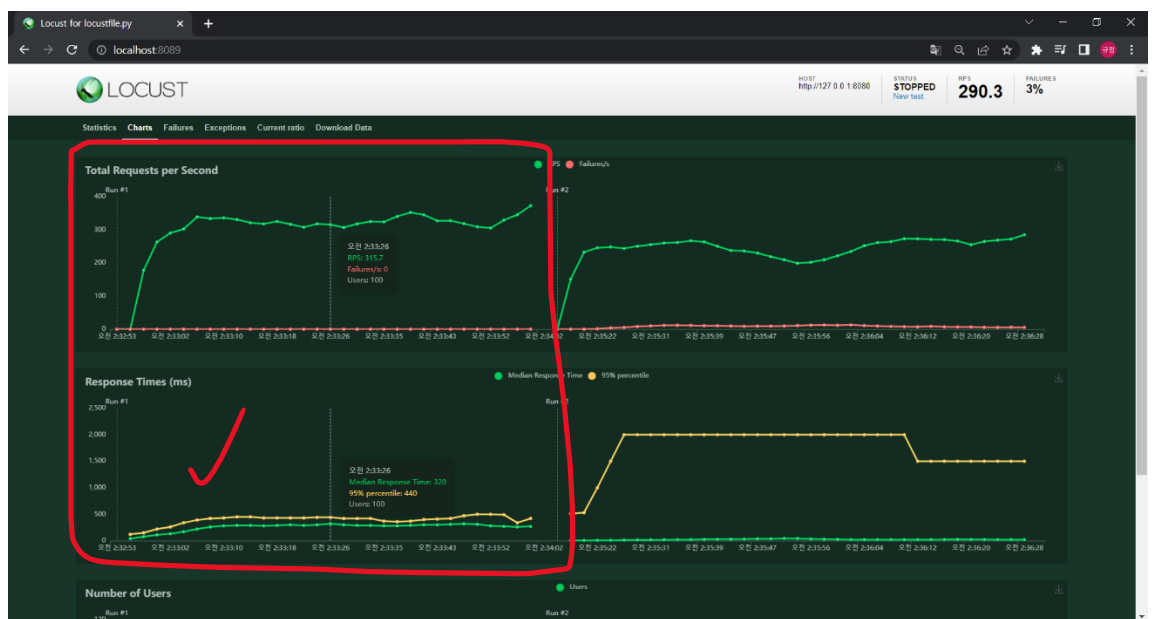 Locust for locustfile.py
localhost:8089
규림
LOCUST
HOST
http://127.0.0.1:8080
STATUS
STOPPED
New test
RPS
290.3
FAILURES
3%
Statistics Charts Failures Exceptions Current ratio Download Data
Total Requests per Second
PS Failures/s
Run #1
Run #2
400
300
200
100
0
오전 2:33:26
RPS: 315.7
Failures/s: 0
Users: 100
오전 2:32:53 오전 2:33:02 오전 2:33:10 오전 2:33:18 오전 2:33:26 오전 2:33:35 오전 2:33:43 오전 2:33:52 오전 2:34:02 오전 2:35:22 오전 2:35:31 오전 2:35:39 오전 2:35:47 오전 2:35:56 오전 2:36:04 오전 2:36:12 오전 2:36:20 오전 2:36:28
Response Times (ms)
Median Response Time 95% percentile
Run #1
Run #2
2,500
2,000
1,500
1,000
500
0
오전 2:33:26
Median Response Time: 320
95% percentile: 440
Users: 100
오전 2:32:53 오전 2:33:02 오전 2:33:10 오전 2:33:18 오전 2:33:26 오전 2:33:35 오전 2:33:43 오전 2:33:52 오전 2:34:02 오전 2:35:22 오전 2:35:31 오전 2:35:39 오전 2:35:47 오전 2:35:56 오전 2:36:04 오전 2:36:12 오전 2:36:20 오전 2:36:28
Number of Users
Users
Run #1
Run #2
120